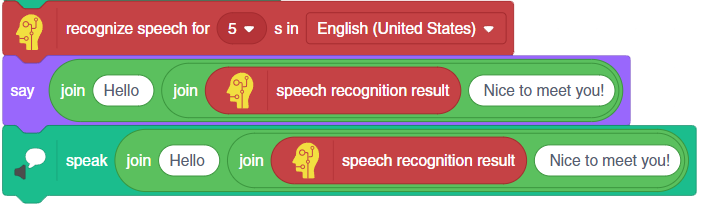 recognize speech for 5 s in English (United States)
say join Hello join speech recognition result Nice to meet you!
speak join Hello join speech recognition result Nice to meet you!